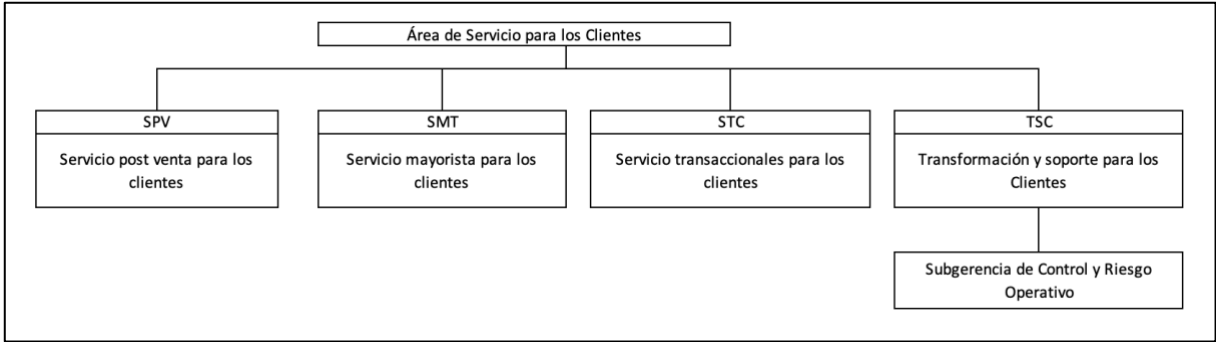 Área de Servicio para los Clientes
SPV
Servicio post venta para los
clientes
SMT
Servicio mayorista para los
clientes
STC
Servicio transaccionales para los
clientes
TSC
Transformación y soporte para los
Clientes
Subgerencia de Control y Riesgo
Operativo